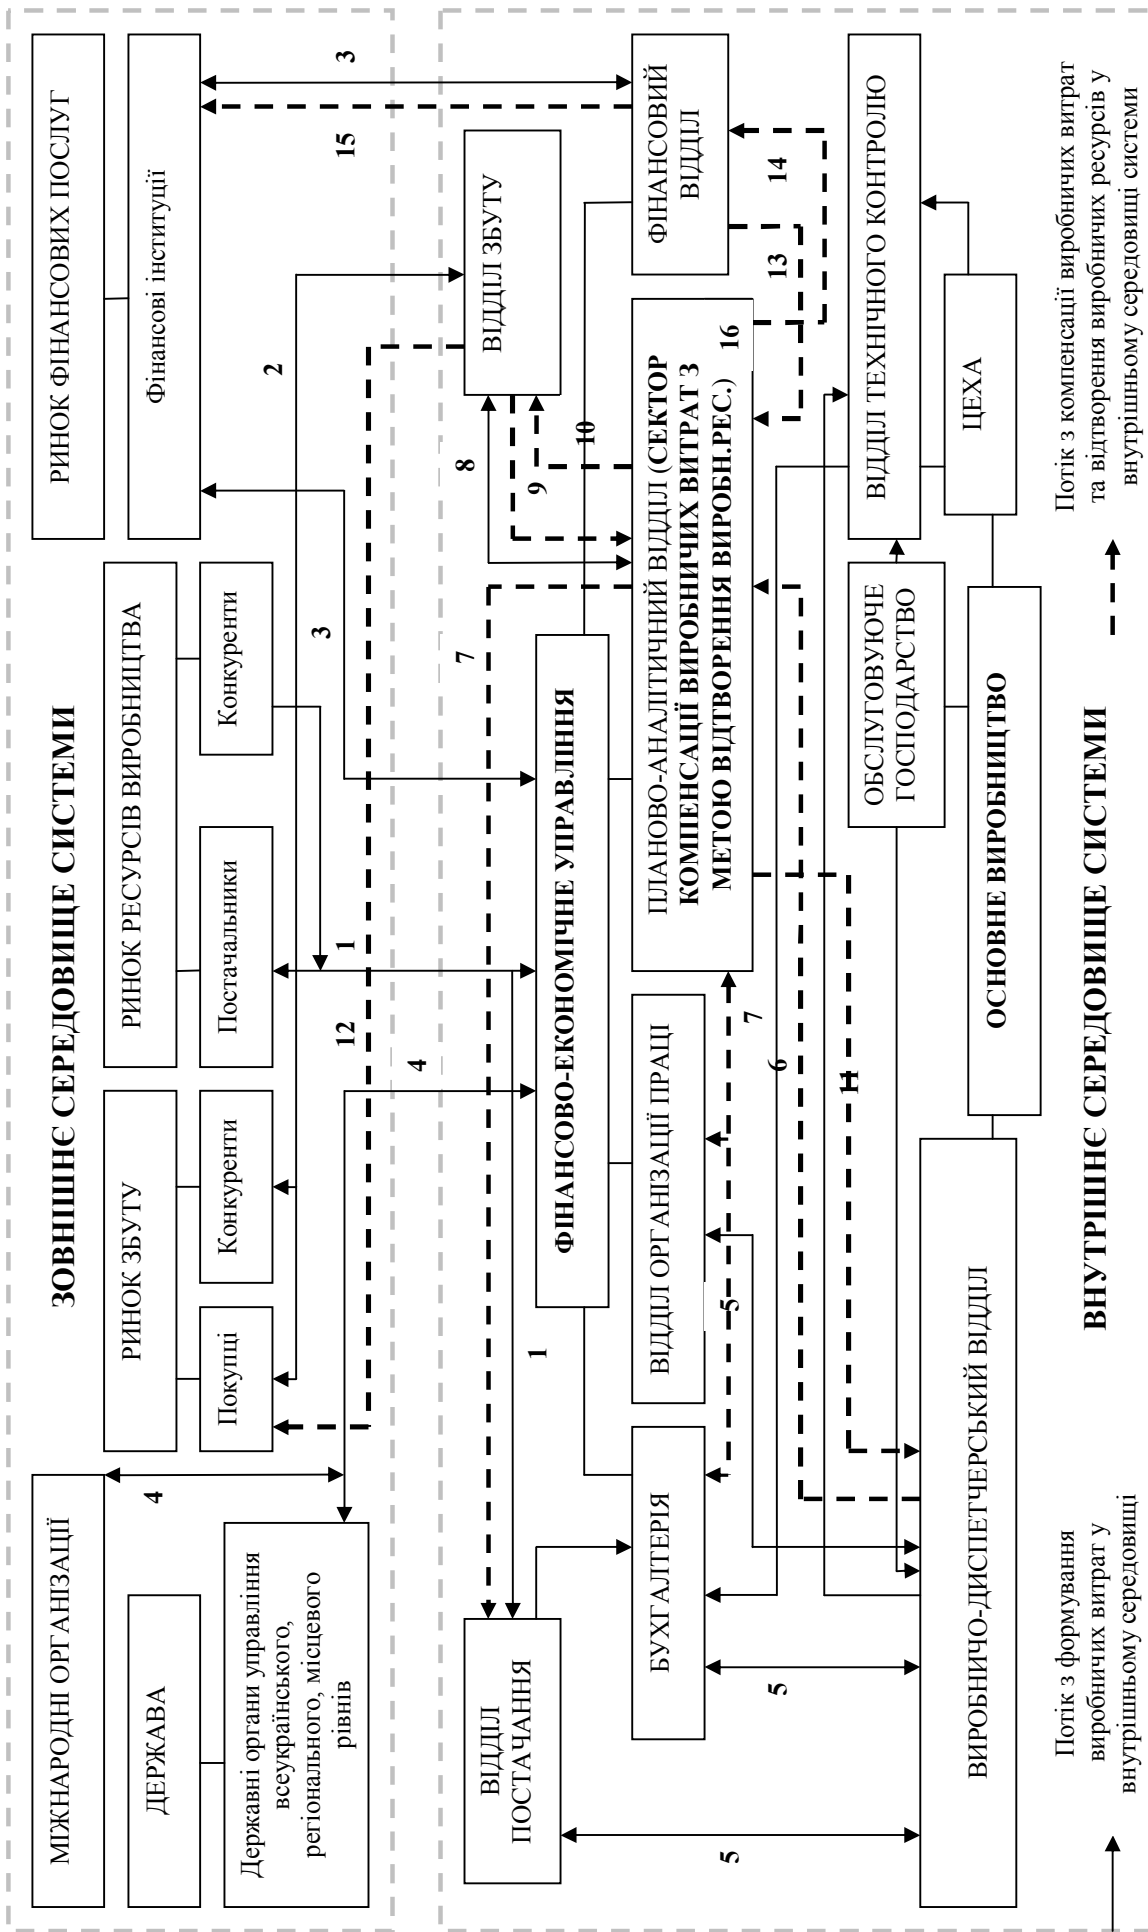 ЗОВНІШНЄ СЕРЕДОВИЩЕ СИСТЕМИ
МІЖНАРОДНІ ОРГАНІЗАЦІЇ
ДЕРЖАВА
Державні органи управління
всеукраїнського,
регіонального, місцевого
рівнів
4
РИНОК ЗБУТУ
Покупці
Конкуренти
РИНОК РЕСУРСІВ ВИРОБНИЦТВА
Постачальники
Конкуренти
РИНОК ФІНАНСОВИХ ПОСЛУГ
Фінансові інституції
12
1
3
2
15
3
4
ВІДДІЛ
ПОСТАЧАННЯ
1
7
8
9
10
ВІДДІЛ ЗБУТУ
ФІНАНСОВО-ЕКОНОМІЧНЕ УПРАВЛІННЯ
БУХГАЛТЕРІЯ
ВІДДІЛ ОРГАНІЗАЦІЇ ПРАЦІ
ПЛАНОВО-АНАЛІТИЧНИЙ ВІДДІЛ (СЕКТОР
КОМПЕНСАЦІЇ ВИРОБНИЧИХ ВИТРАТ З
МЕТОЮ ВІДТВОРЕННЯ ВИРОБН.РЕС.)
16
ФІНАНСОВИЙ
ВІДДІЛ
5
5
5
7
6
11
13
14
ВИРОБНИЧО-ДИСПЕТЧЕРСЬКИЙ ВІДДІЛ
ОБСЛУГОВУЮЧЕ
ГОСПОДАРСТВО
ВІДДІЛ ТЕХНІЧНОГО КОНТРОЛЮ
ЦЕХА
ОСНОВНЕ ВИРОБНИЦТВО
ВНУТРІШНЄ СЕРЕДОВИЩЕ СИСТЕМИ
Потік з формування
виробничих витрат у
внутрішньому середовищі
Потік з компенсації виробничих витрат
та відтворення виробничих ресурсів у
внутрішньому середовищі системи